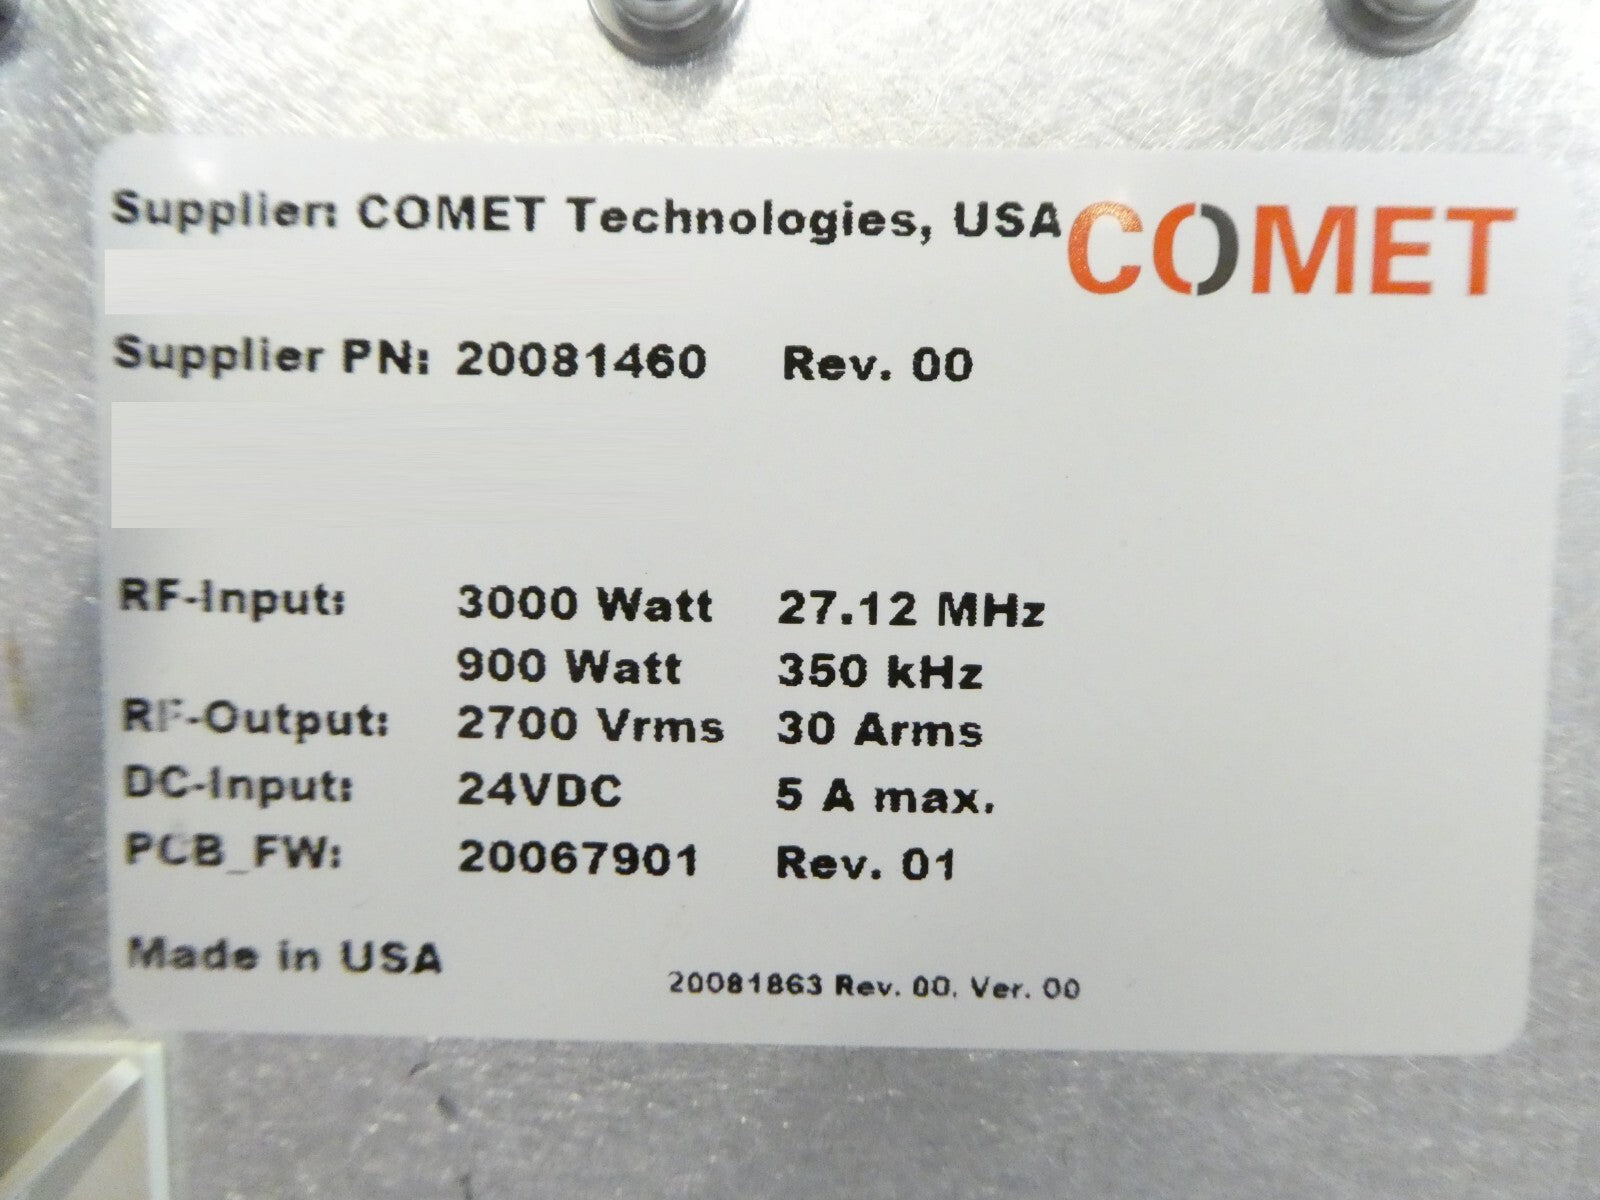 Supplier: COMET Technologies, USA
COMET
Supplier PN: 20081460 Rev. 00
RF-Input: 3000 Watt 27.12 MHz
900 Watt 350 kHz
RF-Output: 2700 Vrms 30 Arms
DC-Input: 24VDC 5 A max.
PCB_FW: 20067901 Rev. 01
Made in USA
20081863 Rev. 00. Ver. 00